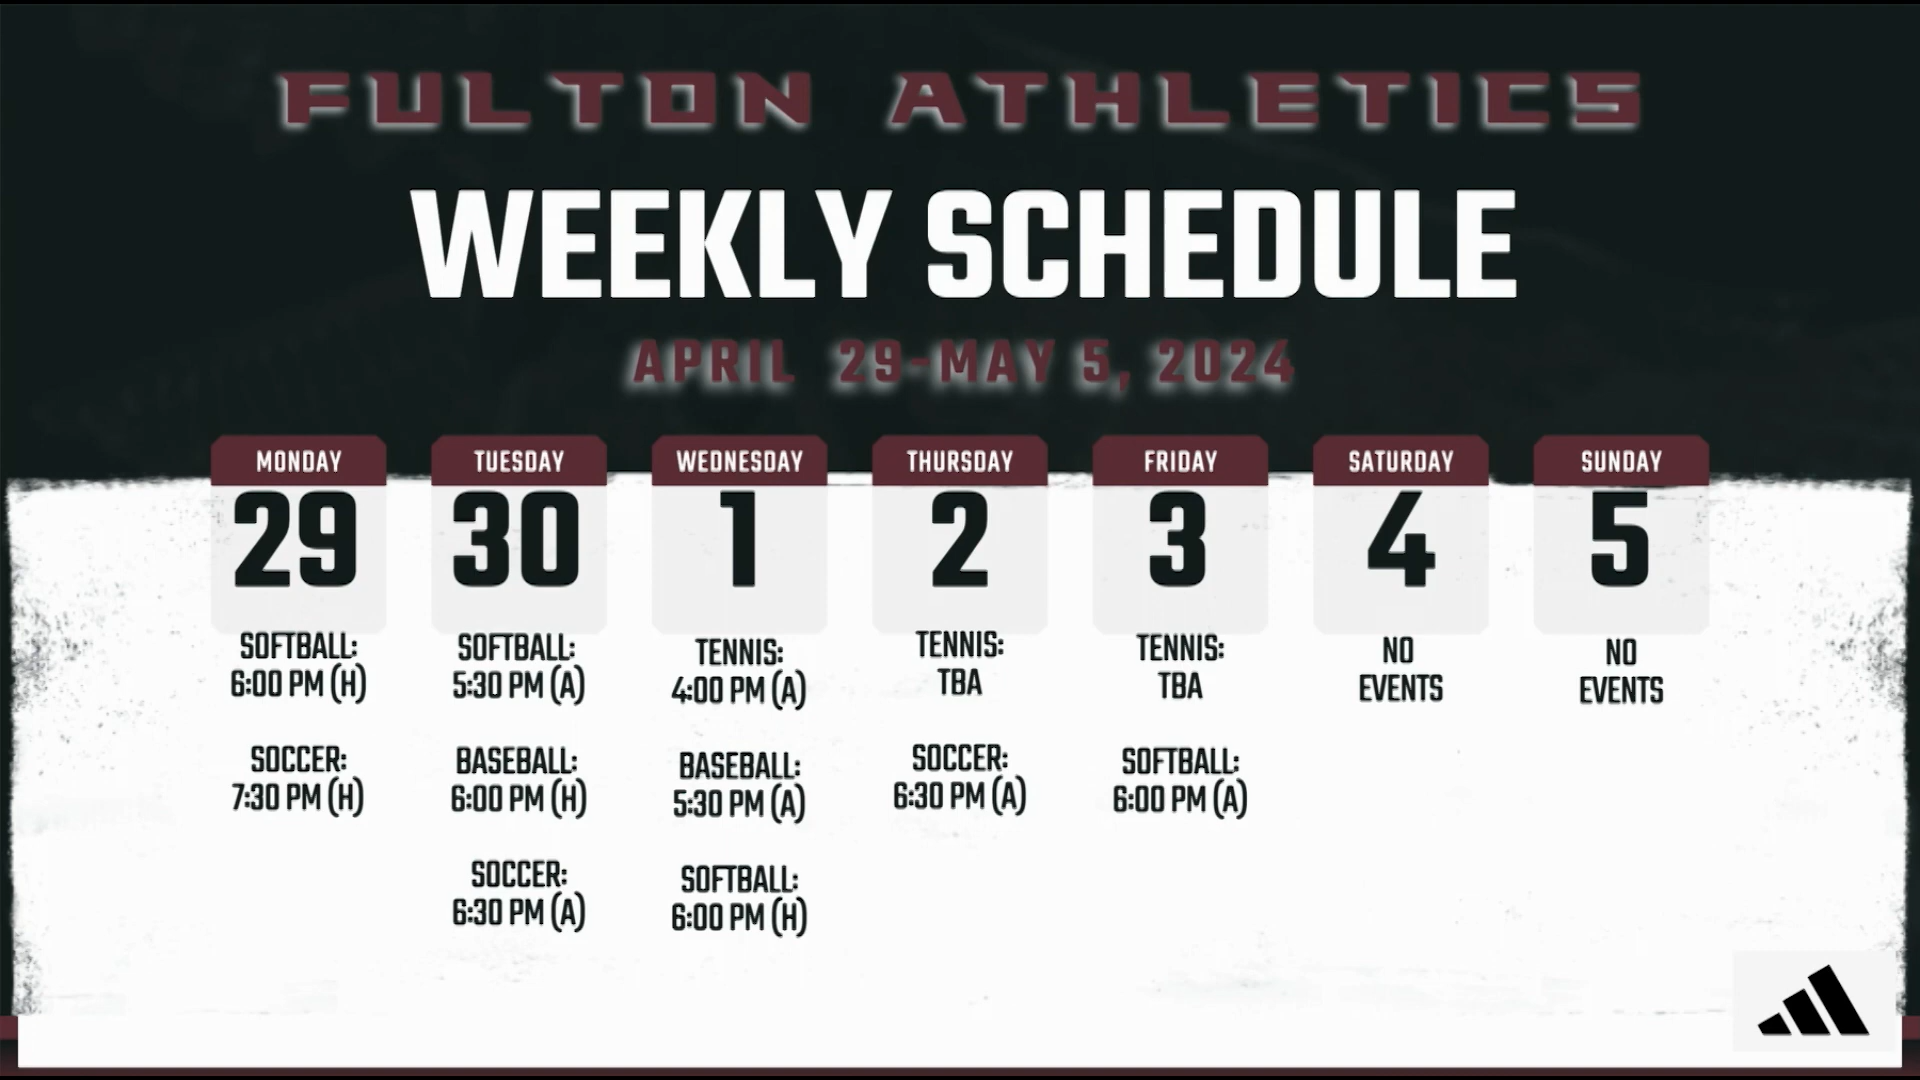 FULTON ATHLETICS
WEEKLY SCHEDULE
APRIL 29-MAY 5, 2024
MONDAY
29
SOFTBALL:
6:00 PM (H)
SOCCER:
7:30 PM (H)
TUESDAY
30
SOFTBALL:
5:30 PM (A)
BASEBALL:
6:00 PM (H)
SOCCER:
6:30 PM (A)
WEDNESDAY
1
TENNIS:
4:00 PM (A)
BASEBALL:
5:30 PM (A)
SOFTBALL:
6:00 PM (H)
THURSDAY
2
TENNIS:
TBA
SOCCER:
6:30 PM (A)
FRIDAY
3
TENNIS:
TBA
SOFTBALL:
6:00 PM (A)
SATURDAY
4
NO
EVENTS
SUNDAY
5
NO
EVENTS